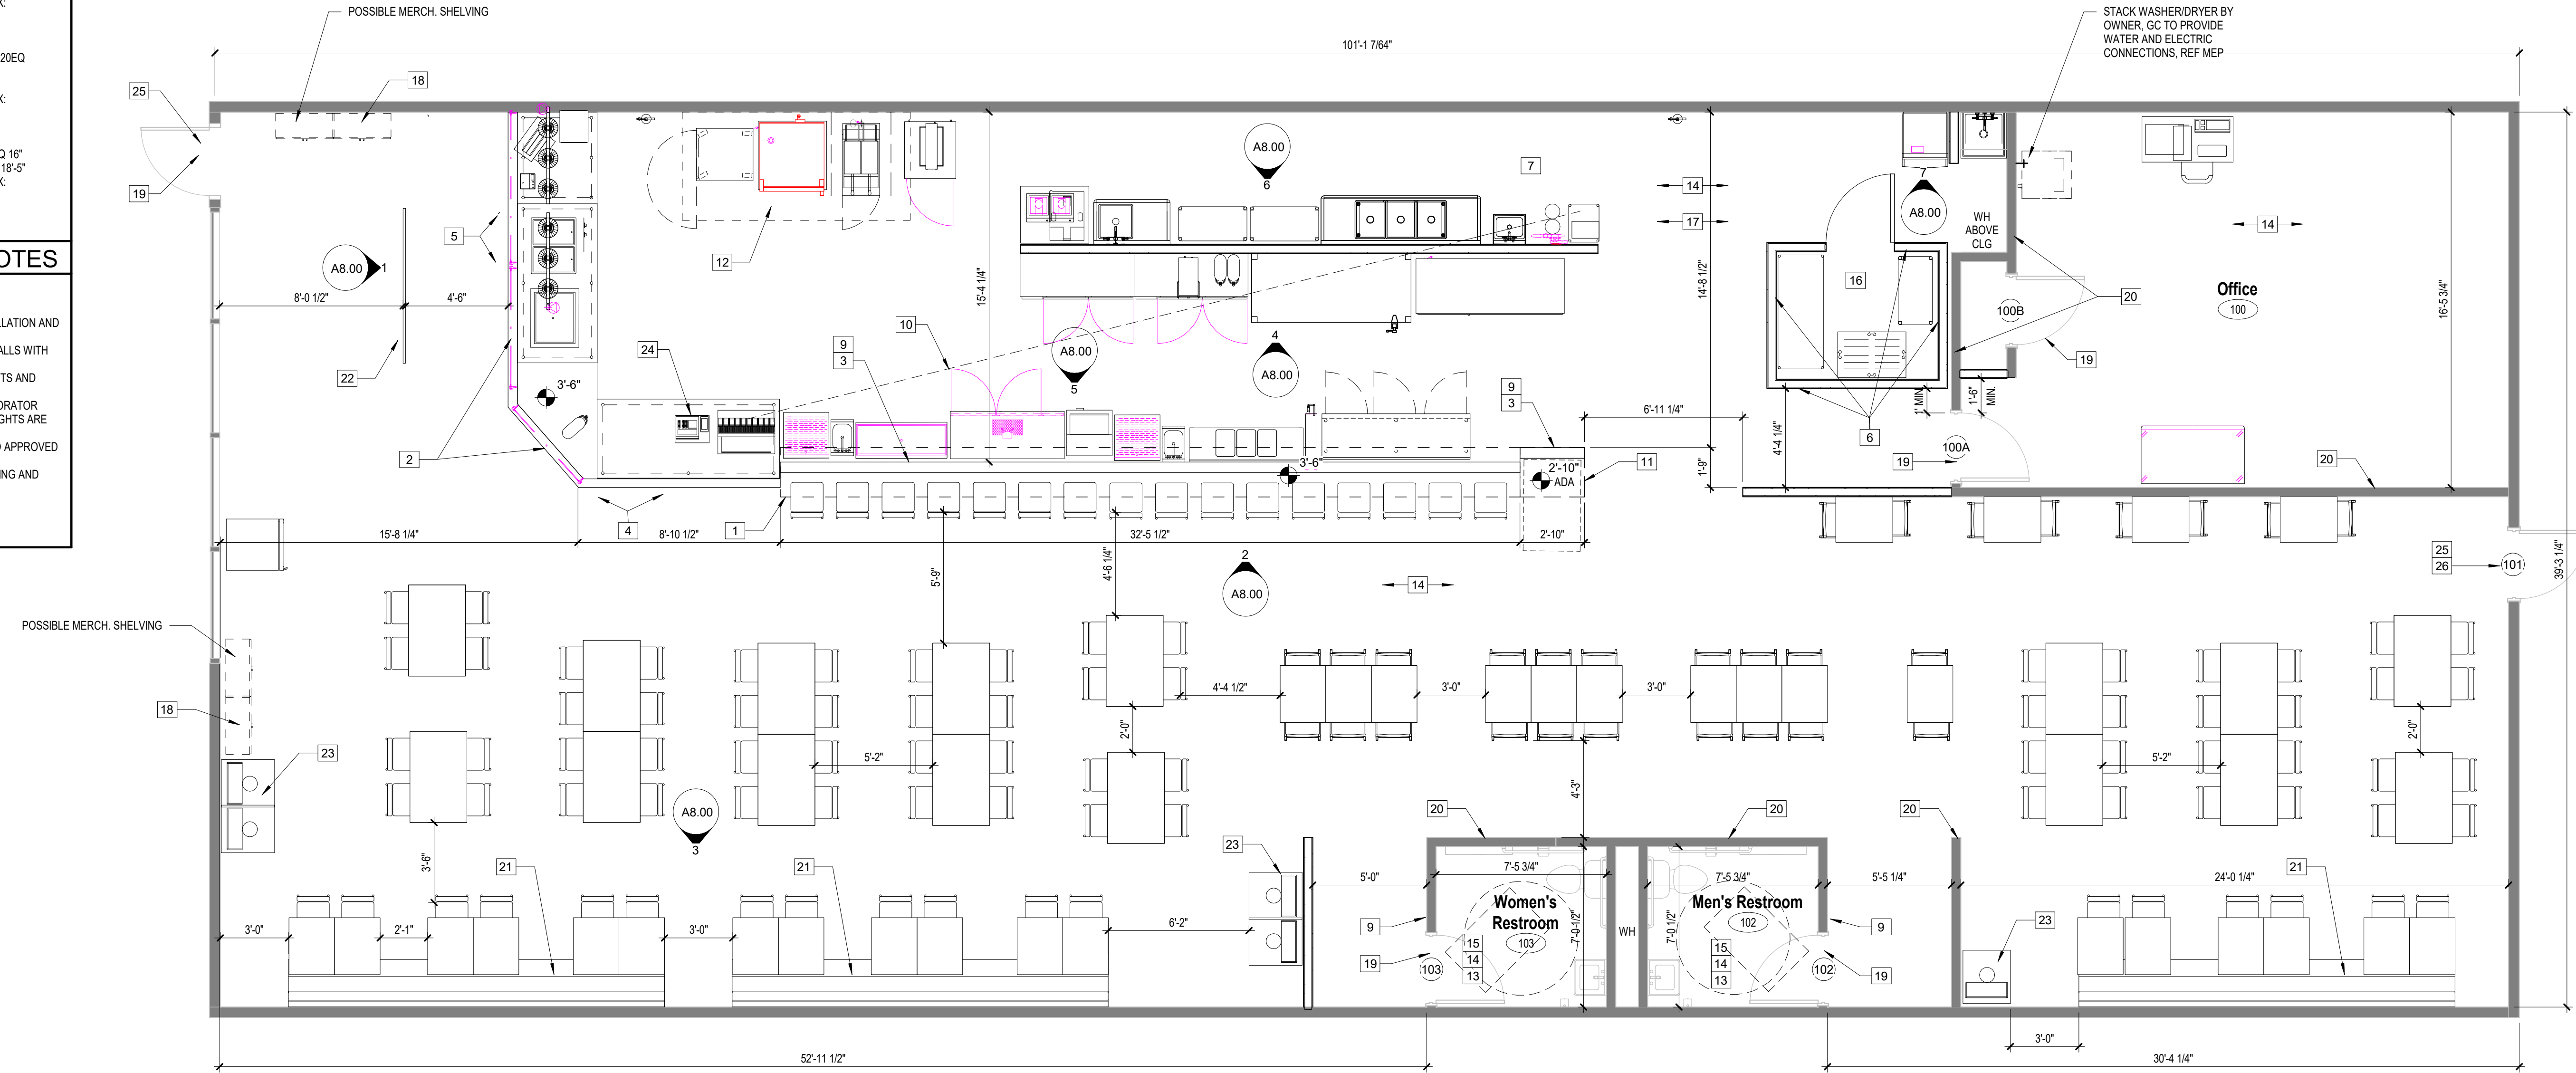 X:
20EQ
X:
Q 16"
18'-5"
X:
OTES
LLATION AND
ALLS WITH
TS AND
ORATOR
GHTS ARE
D APPROVED
ING AND
POSSIBLE MERCH. SHELVING
STACK WASHER/DRYER BY
OWNER, GC TO PROVIDE
WATER AND ELECTRIC
CONNECTIONS, REF MEP
101'-1 7/64"
25
18
19
A8.00
6
7
14
17
7
A8.00
WH
ABOVE
CLG
14
5
A8.00
1
12
8'-0 1/2"
4'-6"
15'-4 1/4"
14'-8 1/2"
16
16'-5 3/4"
Office
100
20
100B
10
9
3
24
22
A8.00
5
4
A8.00
19
3'-6"
9
3
1' MIN.
1'-6"
MIN.
6'-11 1/4"
6
4'-4 1/4"
100A
19
2
1'-9"
3'-6"
2'-10"
ADA
11
20
4
1
15'-8 1/4"
8'-10 1/2"
32'-5 1/2"
2'-10"
2
A8.00
14
5'-9"
4'-6 1/4"
25
26
101
39'-3 1/4"
POSSIBLE MERCH. SHELVING
18
4'-4 1/2"
3'-0"
3'-0"
2'-0"
2'-0"
23
5'-2"
5'-2"
4'-3"
A8.00
3
3'-6"
20
20
20
23
21
21
21
5'-0"
7'-5 3/4"
7'-5 3/4"
5'-5 1/4"
24'-0 1/4"
Women's
Restroom
103
7'-0 1/2"
Men's Restroom
102
7'-0 1/2"
WH
9
9
23
3'-0"
2'-1"
3'-0"
6'-2"
15
14
13
15
14
13
19
103
102
19
3'-0"
52'-11 1/2"
30'-4 1/4"